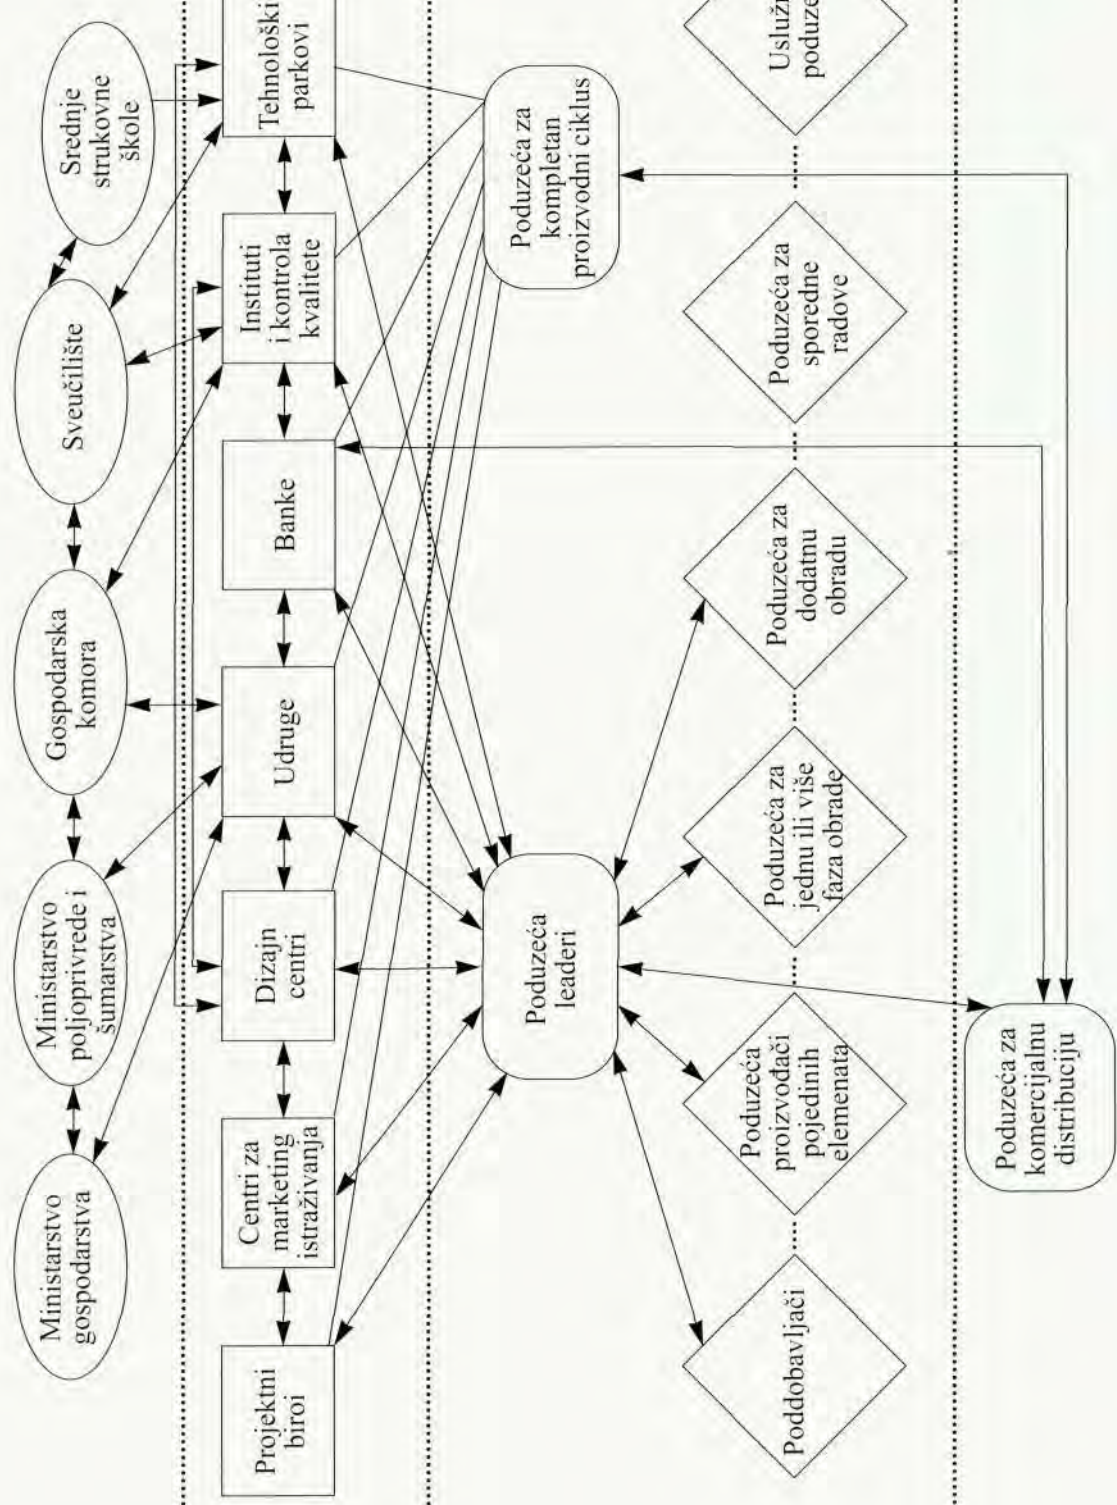 Ministarstvo
gospodarstva
Ministarstvo
poljoprivrede i
šumarstva
Gospodarska
komora
Sveučilište
Srednje
strukovne
škole
Projektni
biroi
Centri za
marketing
istraživanja
Dizajn
centri
Udruge
Banke
Instituti
i kontrola
kvalitete
Tehnološki
parkovi
Poduzeća
leaderi
Poduzeća za
kompletan
proizvodni ciklus
Poddobavljači
Poduzeća
proizvođači
pojedinih
elemenata
Poduzeća za
jednu ili više
faza obrade
Poduzeća za
dodatnu
obradu
Poduzeća za
sporedne
radove
Uslužn
poduze
Poduzeća za
komercijalnu
distribuciju